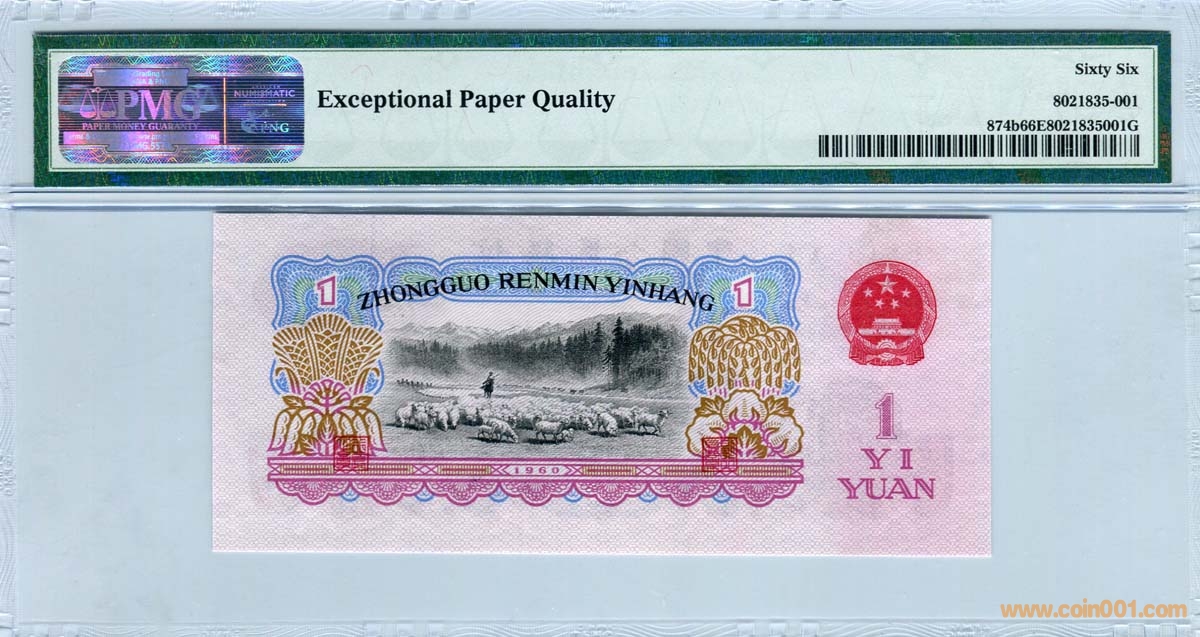 PMG
PAPER MONEY GUARANTY
NUMISMATIC
PNG
Exceptional Paper Quality
Sixty Six
8021835-001
874b66E8021835001G
1
ZHONGGUO RENMIN YINHANG
1
1960
1
YI
YUAN
www.coin001.com